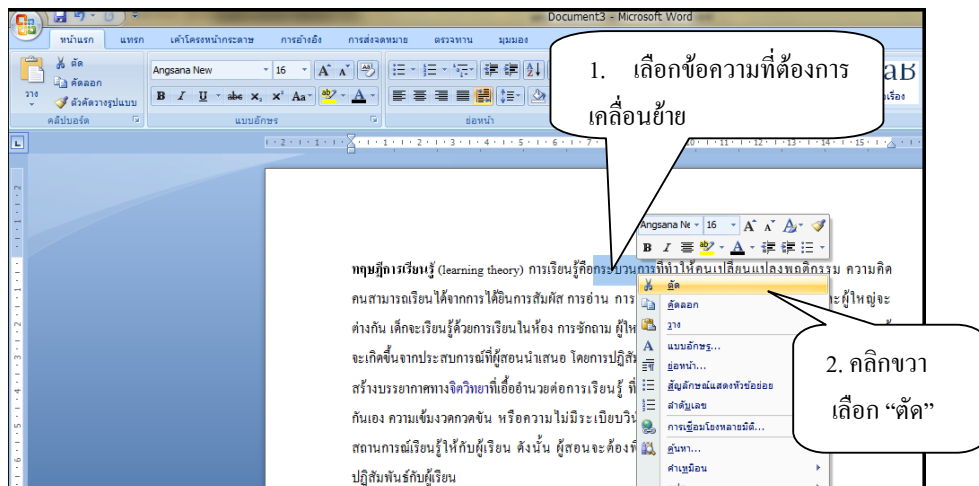 Document3 - Microsoft Word
หน้าแรก แทรก เค้าโครงหน้ากระดาษ การอ้างอิง การส่งจดหมาย ตรวจทาน มุมมอง
วาง
ตัด
คัดลอก
ตัวคัดวางรูปแบบ
คลิปบอร์ด
Angsana New 16
แบบอักษร
ย่อหน้า
1. เลือกข้อความที่ต้องการ
เคลื่อนย้าย
Angsana Ne 16
ทฤษฎีการเรียนรู้ (learning theory) การเรียนรู้คือกระบวนการที่ทำให้คนเปลี่ยนแปลงพฤติกรรม ความคิด
คนสามารถเรียนได้จากการได้ยินการสัมผัส การอ่าน การ ะผู้ใหญ่จะ
ต่างกัน เด็กจะเรียนรู้ด้วยการเรียนในห้อง การซักถาม ผู้ให
จะเกิดขึ้นจากประสบการณ์ที่ผู้สอนนำเสนอ โดยการปฏิสัม
สร้างบรรยากาศทางจิตวิทยาที่เอื้ออำนวยต่อการเรียนรู้ ที่
กันเอง ความเข้มงวดกวดขัน หรือความไม่มีระเบียบวิน
สถานการณ์เรียนรู้ให้กับผู้เรียน ดังนั้น ผู้สอนจะต้องพิ
ปฏิสัมพันธ์กับผู้เรียน
ตัด
คัดลอก
วาง
แบบอักษร...
ย่อหน้า...
สัญลักษณ์แสดงหัวข้อย่อย
ลำดับเลข
การเชื่อมโยงหลายมิติ...
ค้นหา...
คำเหมือน
2. คลิกขวา
เลือก “ตัด”